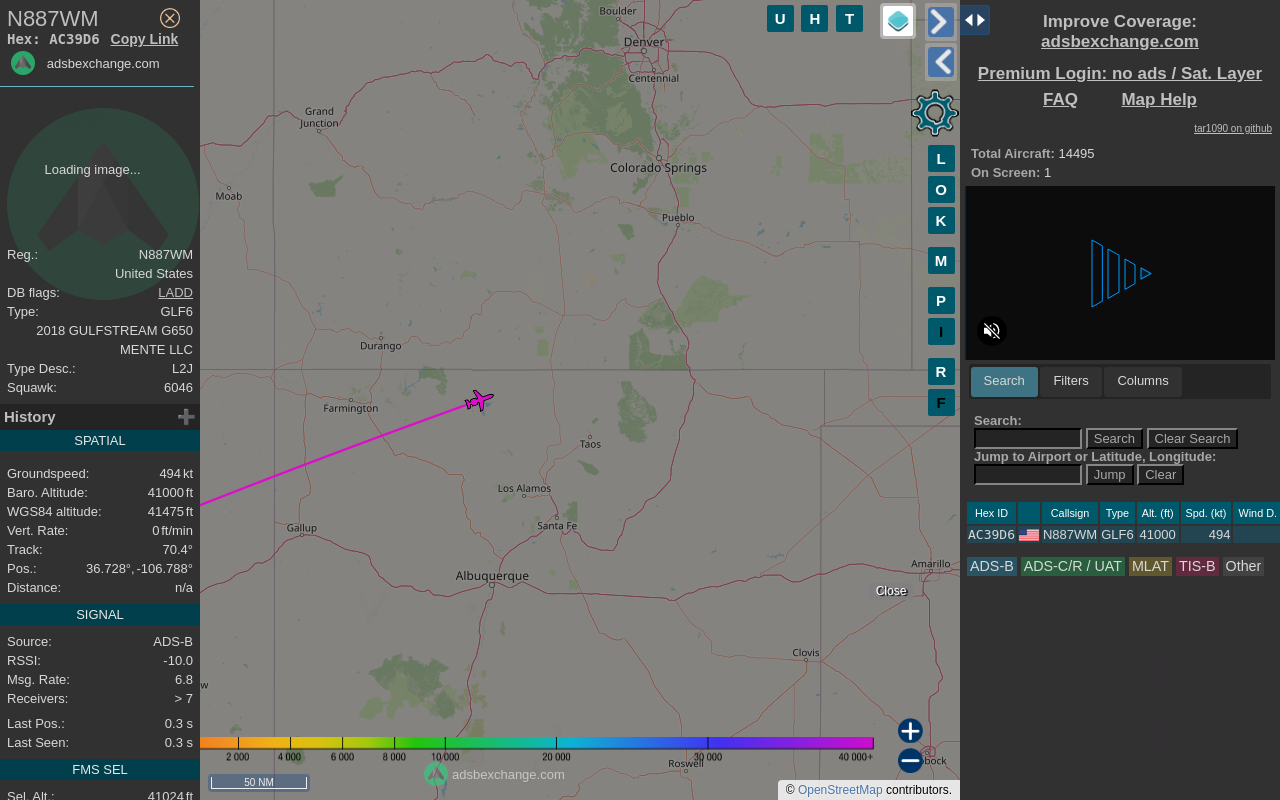 N887WM
Hex: AC39D6 Copy Link
adsbexchange.com
Loading image...
Reg.: N887WM
United States
DB flags: LADD
Type: GLF6
2018 GULFSTREAM G650
MENTE LLC
Type Desc.: L2J
Squawk: 6046
History
SPATIAL
Groundspeed: 494 kt
Baro. Altitude: 41000 ft
WGS84 altitude: 41475 ft
Vert. Rate: 0 ft/min
Track: 70.4°
Pos.: 36.728°, -106.788°
Distance: n/a
SIGNAL
Source: ADS-B
RSSI: -10.0
Msg. Rate: 6.8
Receivers: > 7
Last Pos.: 0.3 s
Last Seen: 0.3 s
FMS SEL
Sel. Alt.: 41024 ft
Boulder
Denver
Centennial
Grand
Junction
Colorado Springs
Moab
Pueblo
Durango
Farmington
Taos
Los Alamos
Gallup
Santa Fe
Albuquerque
Amarillo
Close
Clovis
w
Roswell
bock
U H T
L
O
K
M
P
I
R
F
2 000 4 000 6 000 8 000 10 000 20 000 30 000 40 000+
adsbexchange.com
50 NM
© OpenStreetMap contributors.
Improve Coverage:
adsbexchange.com
Premium Login: no ads / Sat. Layer
FAQ Map Help
tar1090 on github
Total Aircraft: 14495
On Screen: 1
Search Filters Columns
Search:
Search Clear Search
Jump to Airport or Latitude, Longitude:
Jump Clear
Hex ID Callsign Type Alt. (ft) Spd. (kt) Wind D.
AC39D6 N887WM GLF6 41000 494
ADS-B ADS-C/R / UAT MLAT TIS-B Other